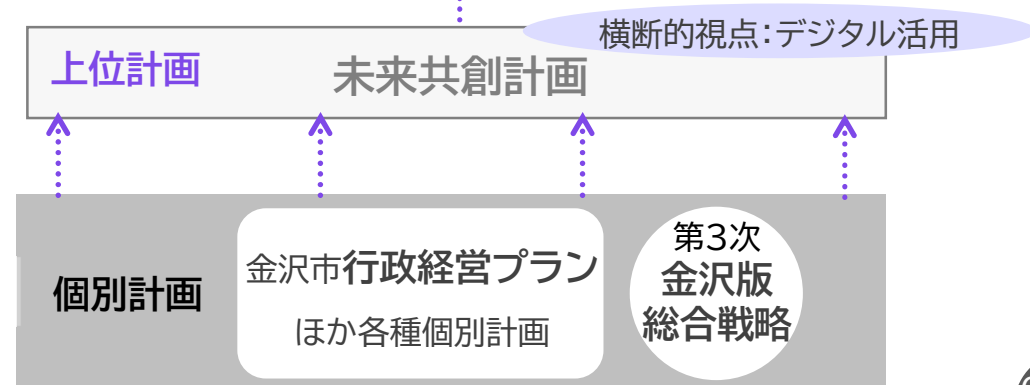 横断的視点：デジタル活用
上位計画
未来共創計画
個別計画
金沢市行政経営プラン
ほか各種個別計画
第3次
金沢版
総合戦略